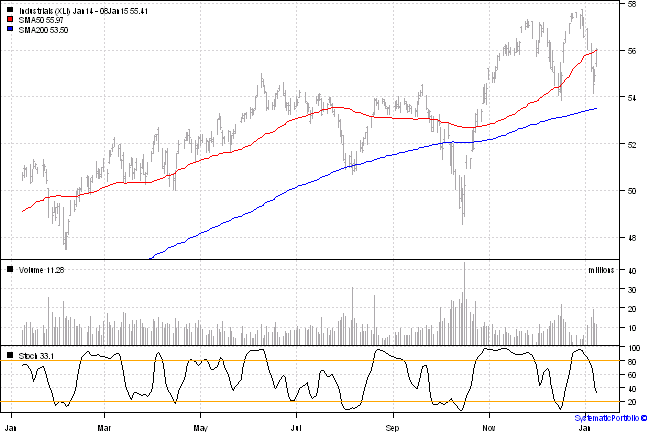 Industrials (XLI) Jan14 - 06Jan15 55.41
SMA50 55.97
SMA200 53.50
58
56
54
52
50
48
Volume 11.28
millions
40
30
20
10
Stoch 33.1
100
80
60
40
20
Jan Mar May Jul Sep Nov Jan
SystematicPortfolio ©